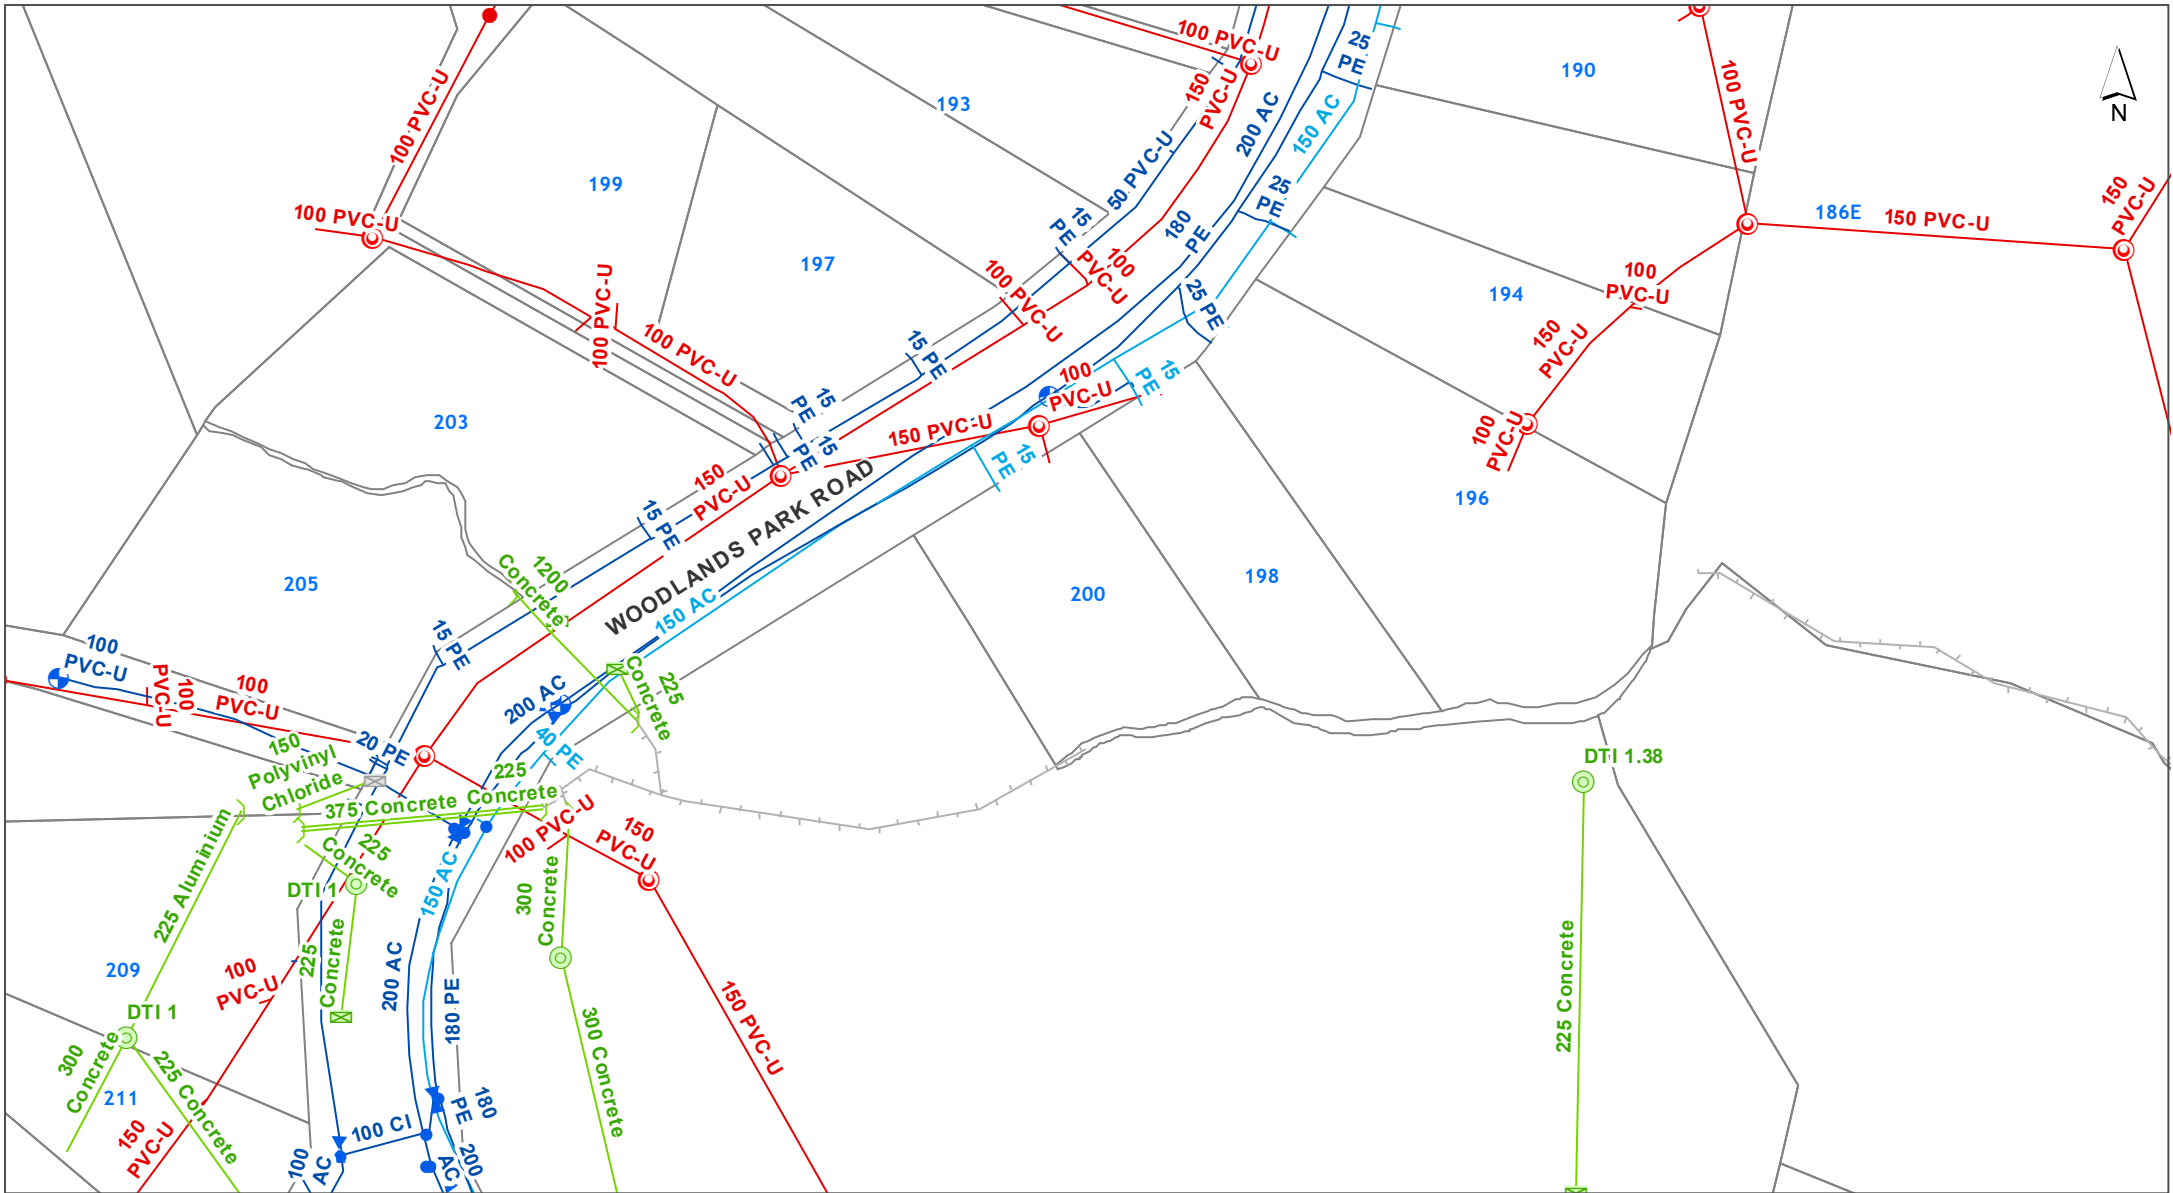 100 PVC-U
25
PE
190
N
100 PVC-U
150
PVC-U
100 PVC-U
193
200 AC
150 AC
50 PVC-U
199
25
PE
150
PVC-U
100 PVC-U
15
PE
180
PE
186E
150 PVC-U
197
100
PVC-U
100 PVC-U
100 PVC-U
25 PE
194
100
PVC-U
100 PVC-U
15 PE
150
PVC-U
203
15
PE
100
PVC-U
15
PE
15
PE
150 PVC-U
100
PVC-U
150
PVC-U
15
PE
196
WOODLANDS PARK ROAD
15 PE
1200
Concrete
205
198
200
150 AC
15 PE
100
PVC-U
100
PVC-U
100
PVC-U
200 AC
225
Concrete
20 PE
40 PE
150
Polyvinyl
Chloride
225
Concrete
375 Concrete
DTI 1.38
100 PVC-U
150
PVC-U
225
Concrete
225 Aluminium
DTI 1
150 AC
300
Concrete
225
Concrete
209
100
PVC-U
200 AC
180 PE
225 Concrete
DTI 1
150 PVC-U
300
Concrete
225 Concrete
300 Concrete
211
150
PVC-U
100 CI
180
PE
100
AC
200
AC